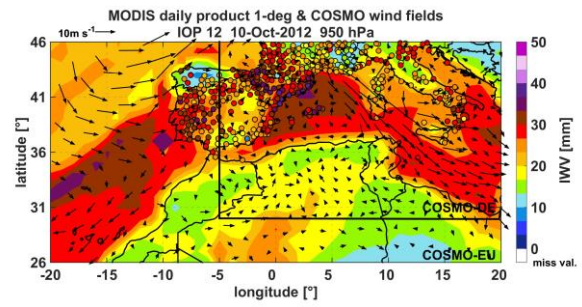 MODIS daily product 1-deg & COSMO wind fields
10m s⁻¹ IOP 12 10-Oct-2012 950 hPa
46
41
36
31
26
latitude [°]
-20 -15 -10 -5 0 5 10 15 20
longitude [°]
COSMO-DE
COSMO-EU
50
40
30
20
10
0
miss val.
IWV [mm]